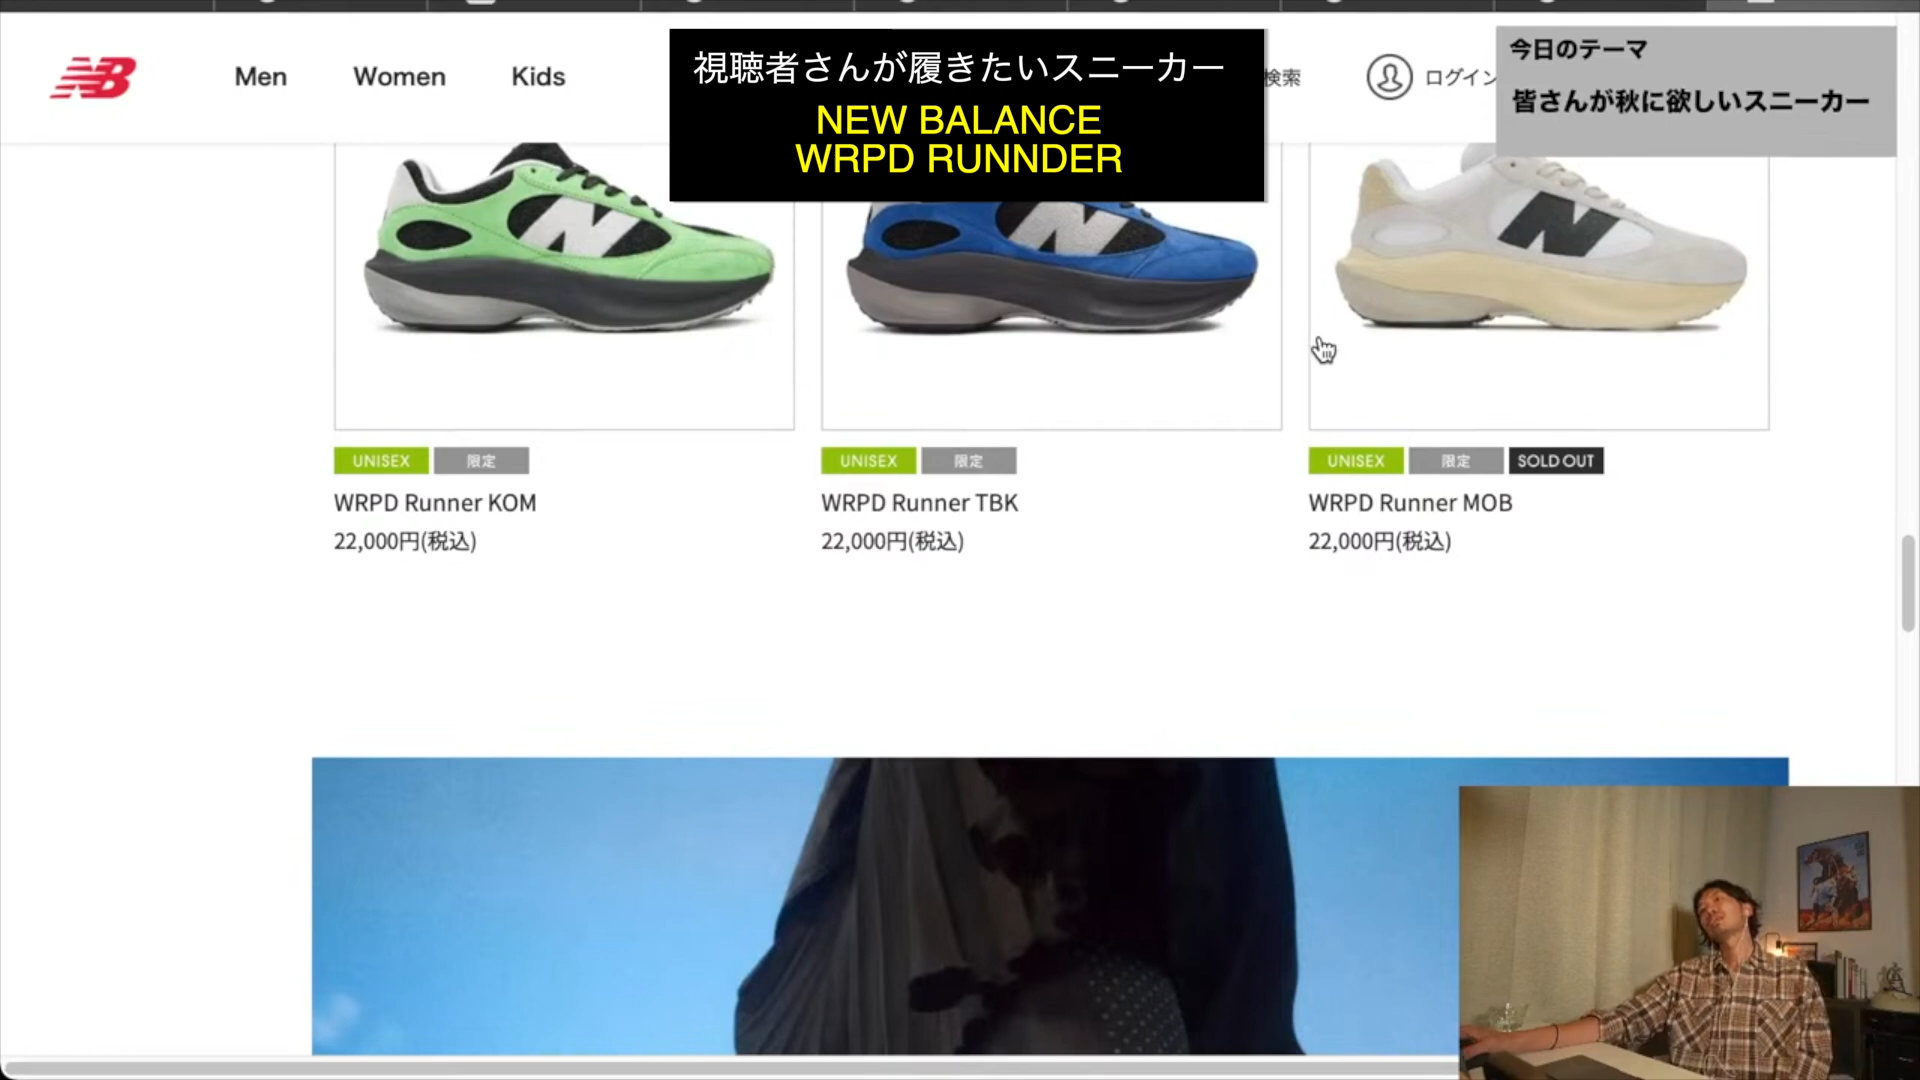 NB
Men
Women
Kids
視聴者さんが履きたいスニーカー
NEW BALANCE
WRPD RUNNDER
検索
ログイン
今日のテーマ
皆さんが秋に欲しいスニーカー
N
N
N
UNISEX 限定
WRPD Runner KOM
22,000円(税込)
UNISEX 限定
WRPD Runner TBK
22,000円(税込)
UNISEX 限定 SOLD OUT
WRPD Runner MOB
22,000円(税込)